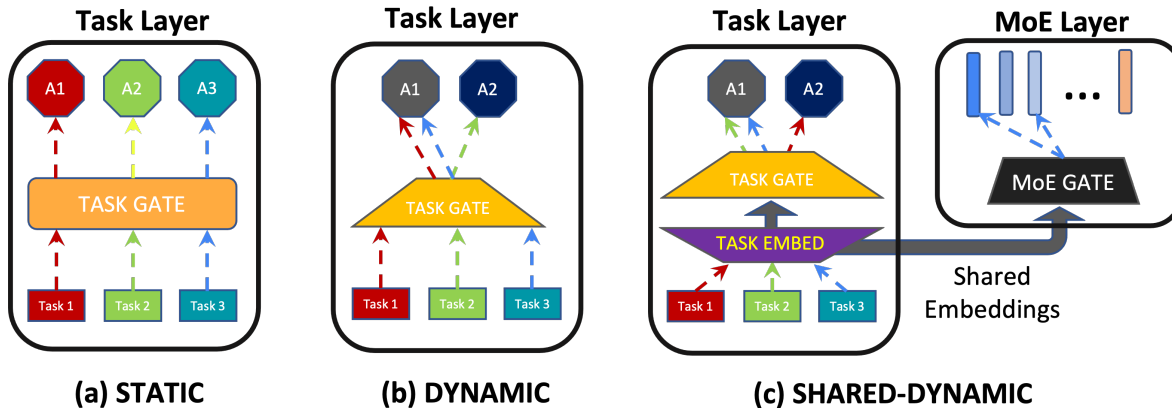 Task Layer
A1 A2 A3
TASK GATE
Task 1 Task 2 Task 3
(a) STATIC
Task Layer
A1 A2
TASK GATE
Task 1 Task 2 Task 3
(b) DYNAMIC
Task Layer
A1 A2
TASK GATE
TASK EMBED
Task 1 Task 2 Task 3
MoE Layer
...
MoE GATE
Shared
Embeddings
(c) SHARED-DYNAMIC